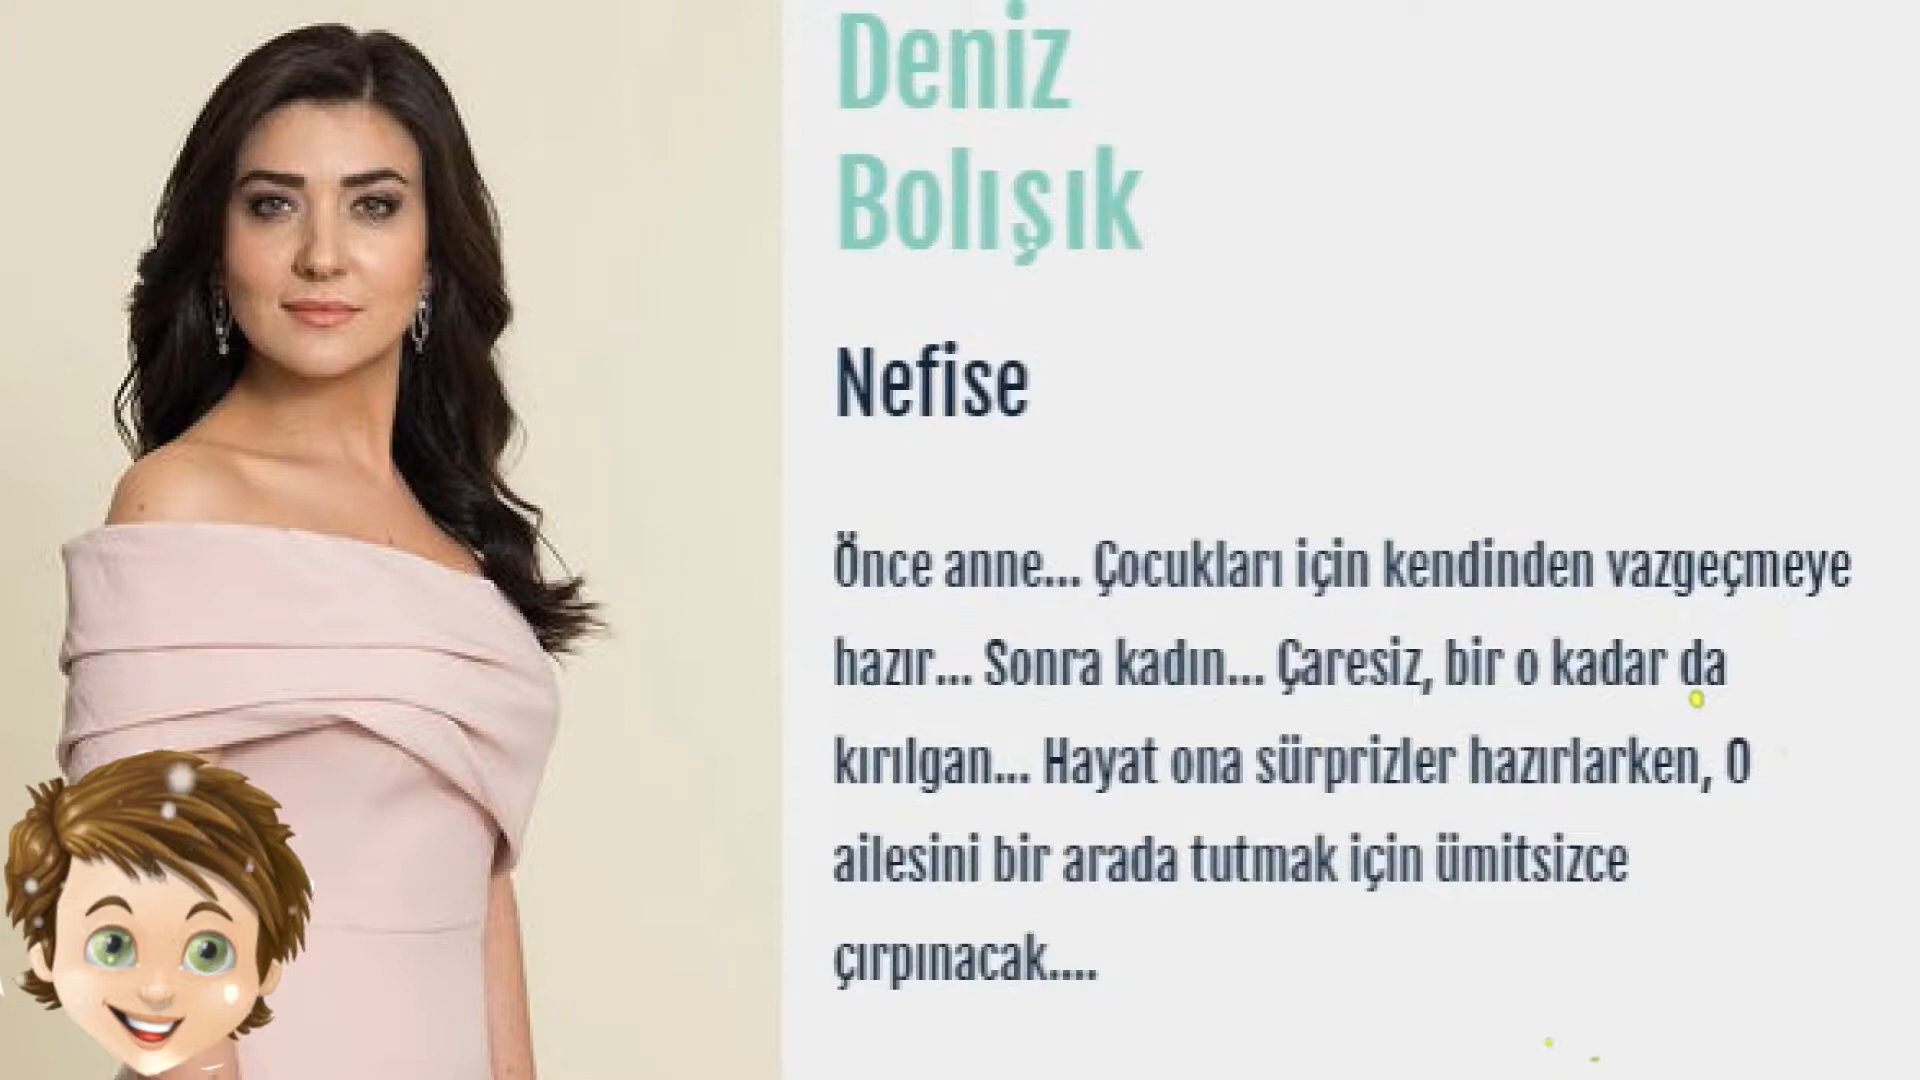 Deniz
Bolışık
Nefise
Önce anne... Çocukları için kendinden vazgeçmeye
hazır... Sonra kadın... Çaresiz, bir o kadar da
kırılgan... Hayat ona sürprizler hazırlarken, O
ailesini bir arada tutmak için ümitsizce
çırpınacak....